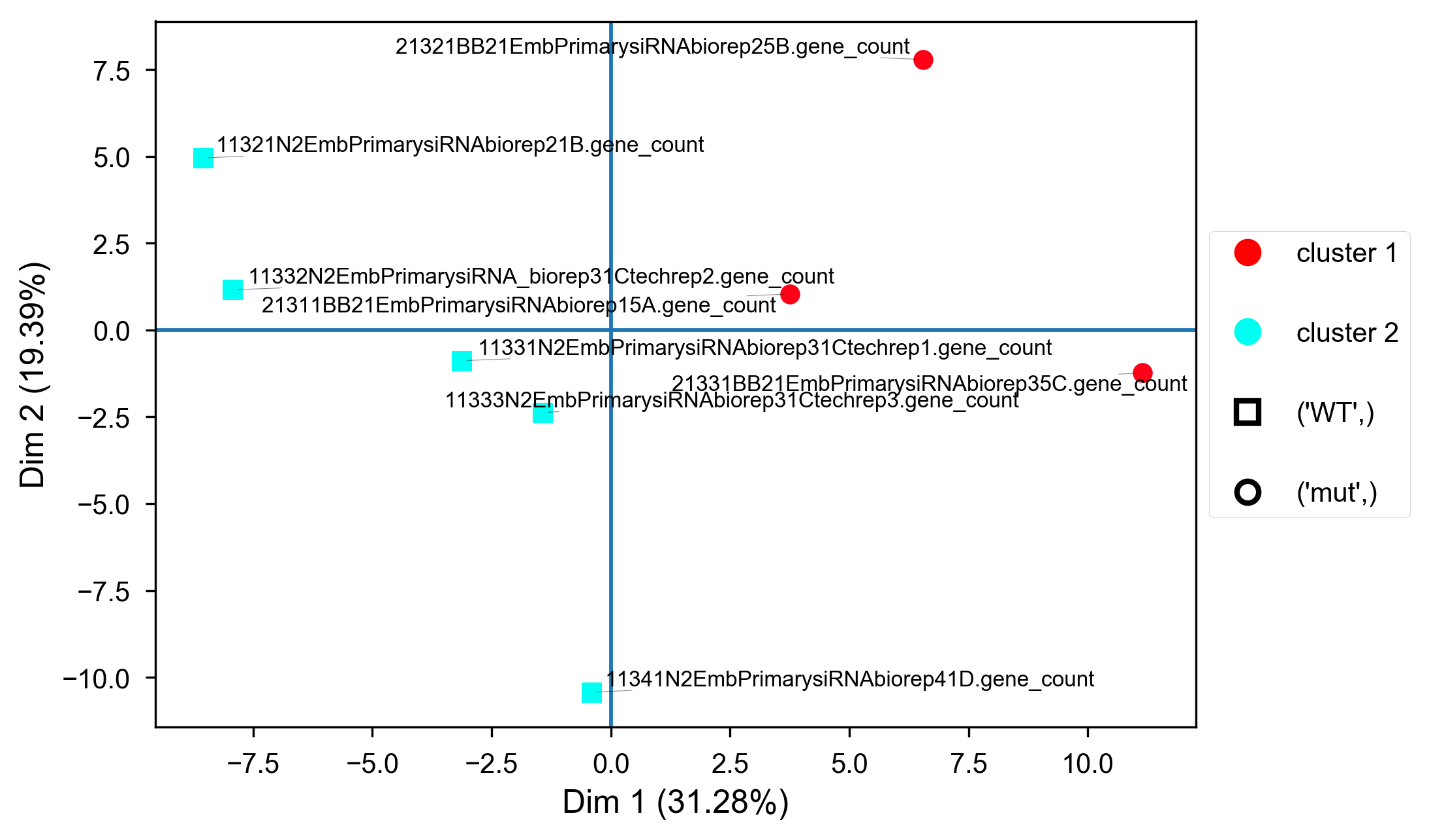 21321BB21EmbPrimarysiRNAbiorep25B.gene_count
11321N2EmbPrimarysiRNAbiorep21B.gene_count
11332N2EmbPrimarysiRNA_biorep31Ctechrep2.gene_count
21311BB21EmbPrimarysiRNAbiorep15A.gene_count
11331N2EmbPrimarysiRNAbiorep31Ctechrep1.gene_count
21331BB21EmbPrimarysiRNAbiorep35C.gene_count
11333N2EmbPrimarysiRNAbiorep31Ctechrep3.gene_count
11341N2EmbPrimarysiRNAbiorep41D.gene_count
7.5
5.0
2.5
0.0
−2.5
−5.0
−7.5
−10.0
Dim 2 (19.39%)
−7.5
−5.0
−2.5
0.0
2.5
5.0
7.5
10.0
Dim 1 (31.28%)
cluster 1
cluster 2
('WT',)
('mut',)